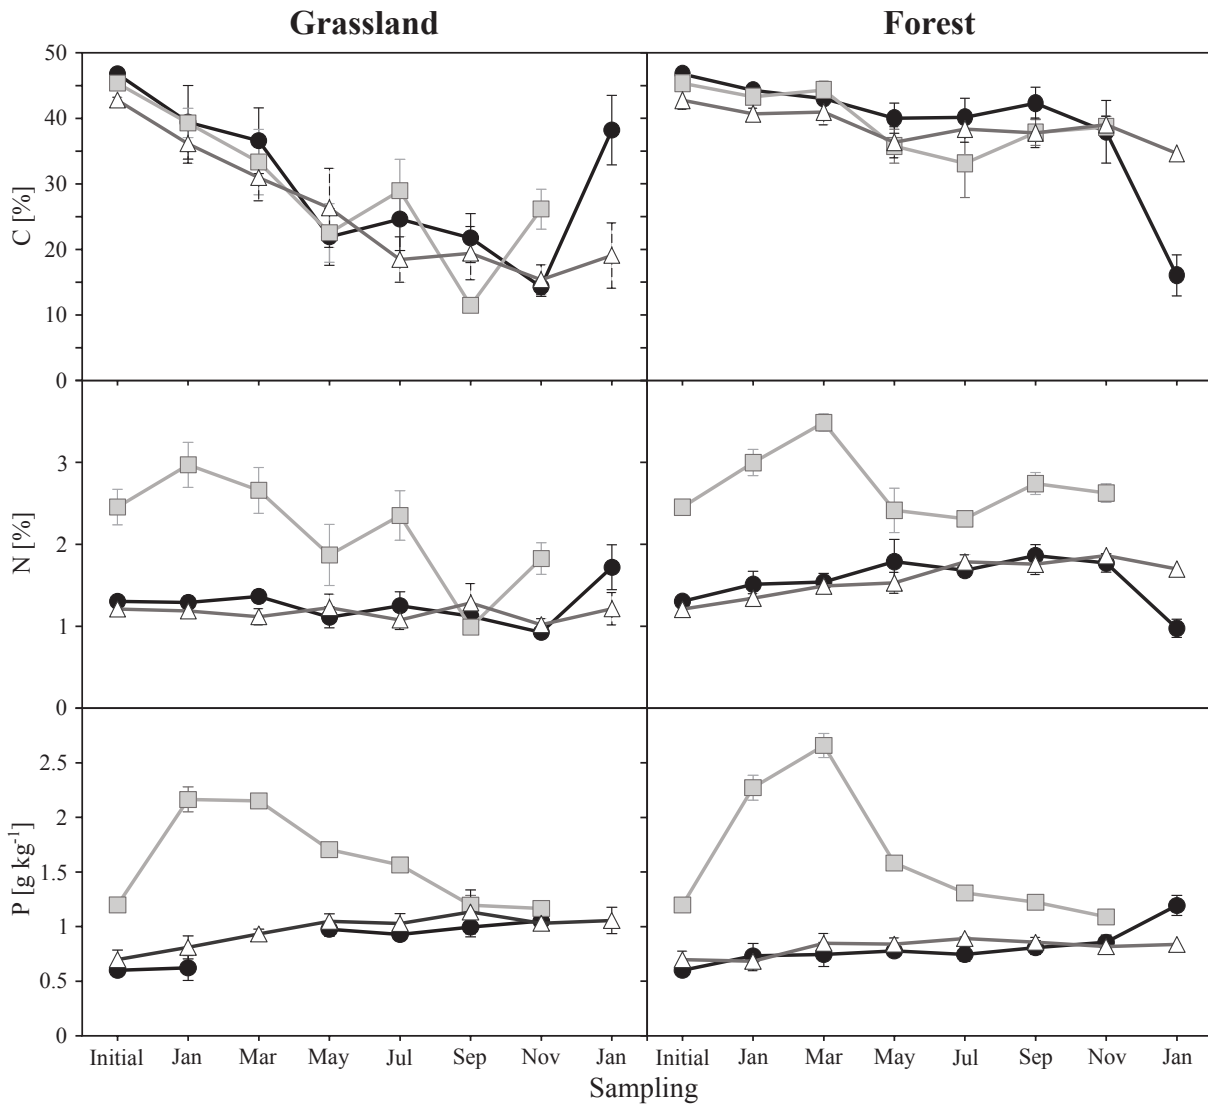 Grassland Forest
50
40
30
20
10
0
C [%]
3
2
1
0
N [%]
2.5
2
1.5
1
0.5
0
P [g kg⁻¹]
Initial Jan Mar May Jul Sep Nov Jan Initial Jan Mar May Jul Sep Nov Jan
Sampling